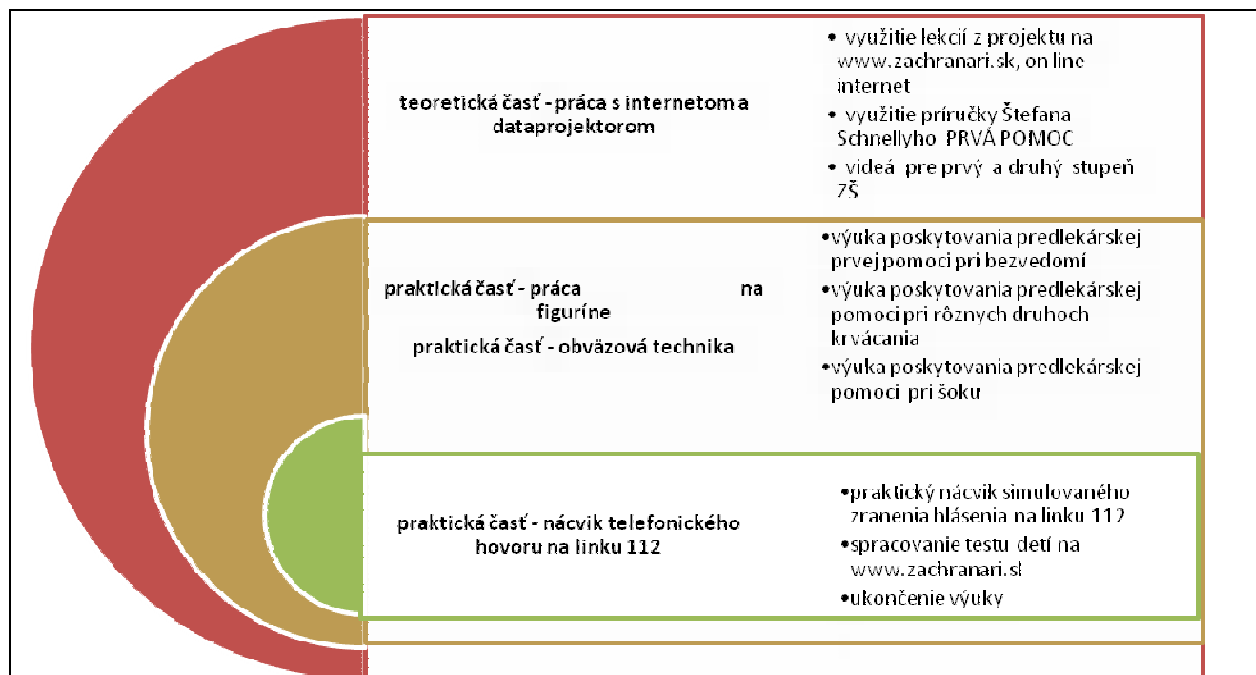 teoretická časť - práca s internetom a
dataprojektorom
• využitie lekcií z projektu na
www.zachranari.sk, on line
internet
• využitie príručky Štefana
Schnellyho PRVÁ POMOC
• videá pre prvý a druhý stupeň
ZŠ
praktická časť - práca na
figuríne
praktická časť - obväzová technika
•výuka poskytovania predlekárskej
prvej pomoci pri bezvedomí
•výuka poskytovania predlekárskej
pomoci pri rôznych druhoch
krvácania
•výuka poskytovania predlekárskej
pomoci pri šoku
praktická časť - nácvik telefonického
hovoru na linku 112
•praktický nácvik simulovaného
zranenia hlásenia na linku 112
•spracovanie testu detí na
www.zachranari.sk
•ukončenie výuky